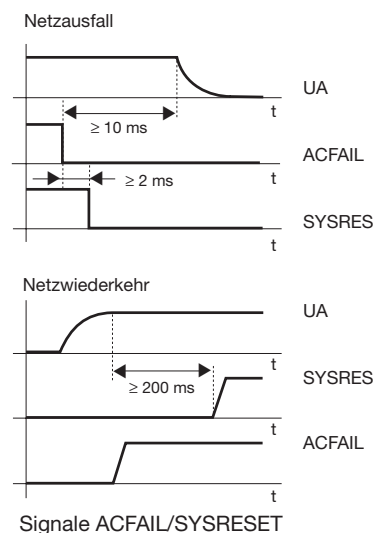 Netzausfall
UA
t
≥ 10 ms
ACFAIL
t
≥ 2 ms
SYSRES
t
Netzwiederkehr
UA
t
SYSRES
≥ 200 ms
t
ACFAIL
t
Signale ACFAIL/SYSRESET